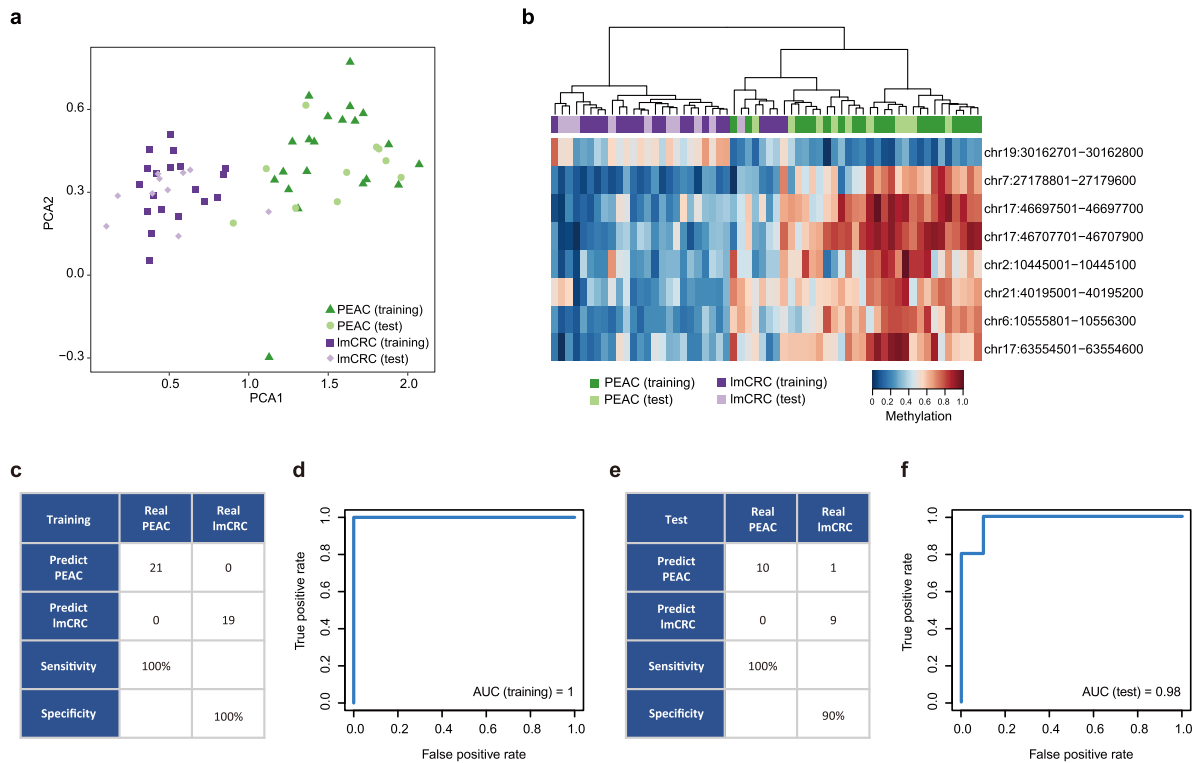 a
PCA2
0.6
0.3
0.0
−0.3
0.5
1.0
1.5
2.0
PCA1
PEAC (training)
PEAC (test)
lmCRC (training)
lmCRC (test)
b
chr19:30162701−30162800
chr7:27178801−27179600
chr17:46697501−46697700
chr17:46707701−46707900
chr2:10445001−10445100
chr21:40195001−40195200
chr6:10555801−10556300
chr17:63554501−63554600
PEAC (training)
PEAC (test)
lmCRC (training)
lmCRC (test)
0 0.2 0.4 0.6 0.8 1.0
Methylation
c
Training Real PEAC Real lmCRC
Predict PEAC 21 0
Predict lmCRC 0 19
Sensitivity 100%
Specificity 100%
d
True positive rate
1.0
0.8
0.6
0.4
0.2
0.0
AUC (training) = 1
0.0 0.2 0.4 0.6 0.8 1.0
False positive rate
e
Test Real PEAC Real lmCRC
Predict PEAC 10 1
Predict lmCRC 0 9
Sensitivity 100%
Specificity 90%
f
True positive rate
1.0
0.8
0.6
0.4
0.2
0.0
AUC (test) = 0.98
0.0 0.2 0.4 0.6 0.8 1.0
False positive rate